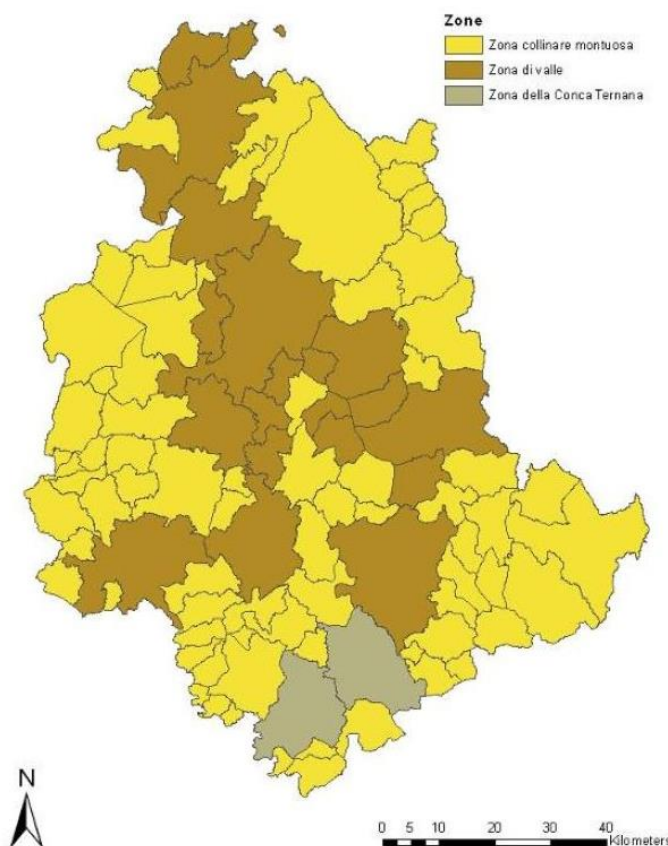 Zone
Zona collinare montuosa
Zona di valle
Zona della Conca Ternana
N
0 5 10 20 30 40
Kilometers